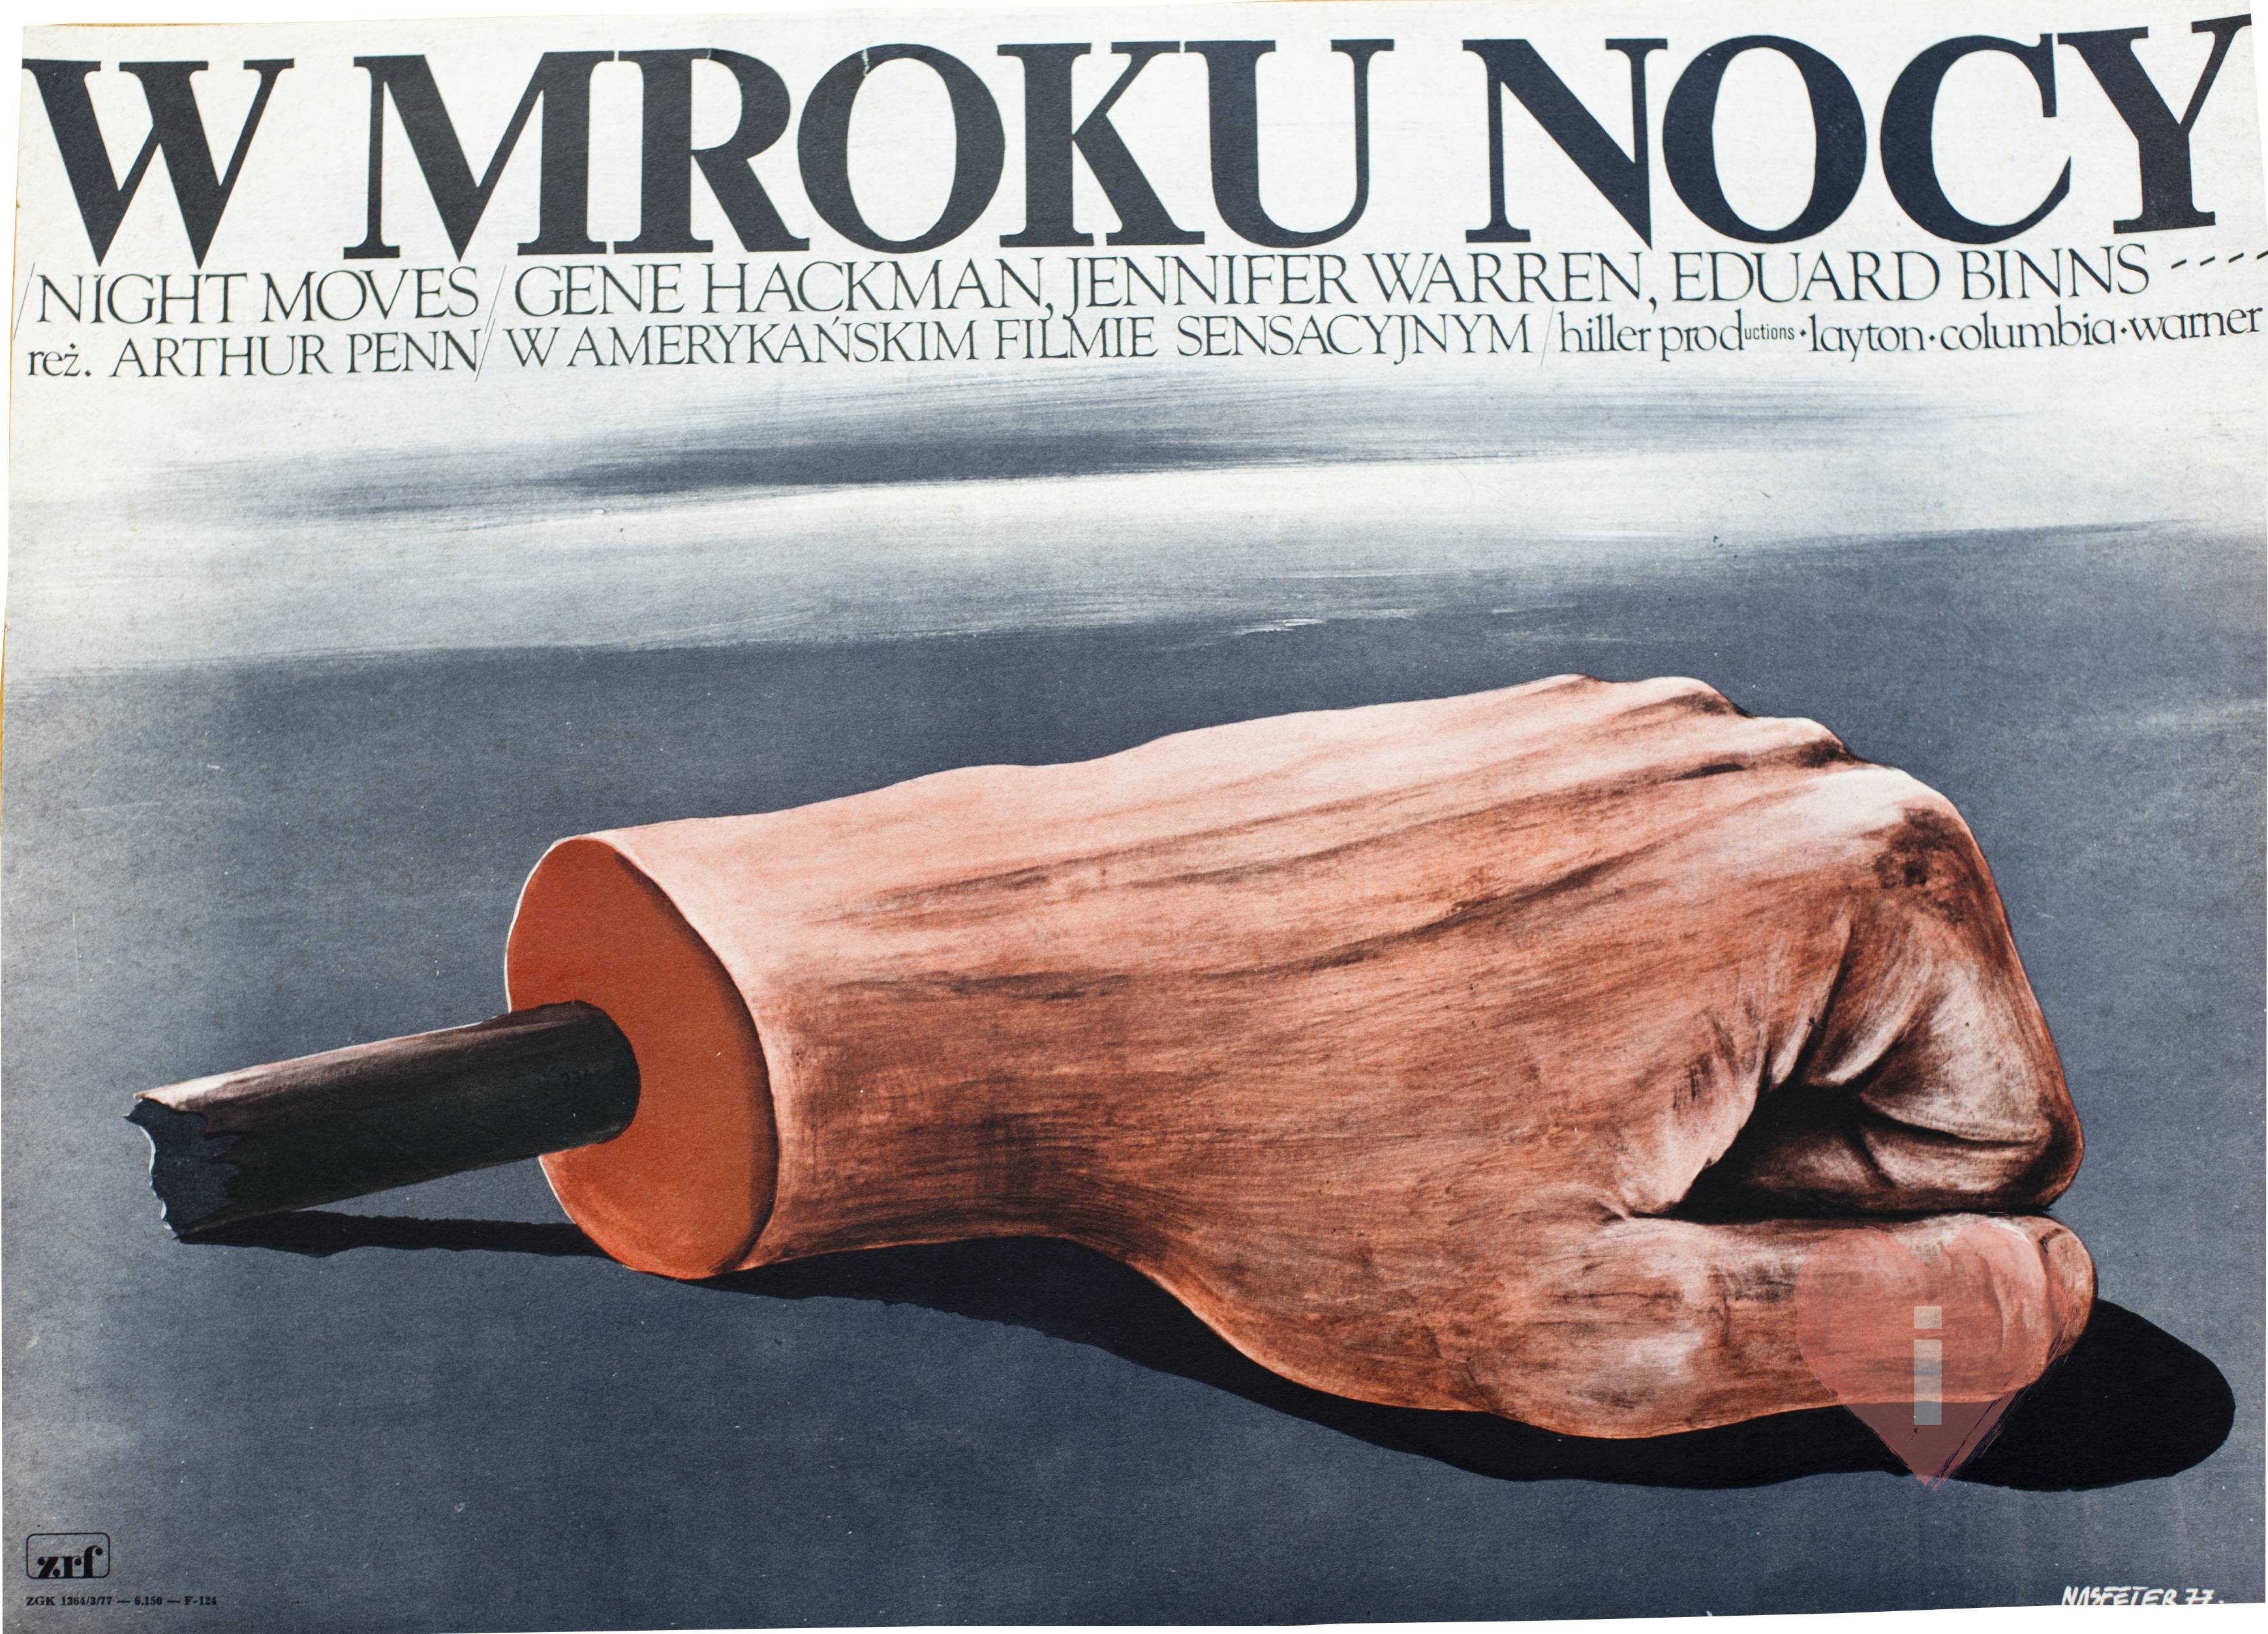 W MROKU NOCY
/NIGHT MOVES/GENE HACKMAN, JENNIFER WARREN, EDUARD BINNS - - - -
reż. ARTHUR PENN/W AMERYKAŃSKIM FILMIE SENSACYJNYM/hiller productions•layton•columbia•warner
i
zrf
ZGK 1364/3/77 — 6.150 — F-124
NASFETER 77.